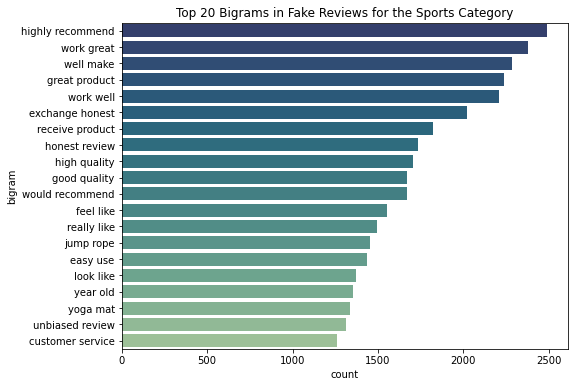 Top 20 Bigrams in Fake Reviews for the Sports Category
highly recommend
work great
well make
great product
work well
exchange honest
receive product
honest review
high quality
good quality
would recommend
feel like
really like
jump rope
easy use
look like
year old
yoga mat
unbiased review
customer service
bigram
0 500 1000 1500 2000 2500
count